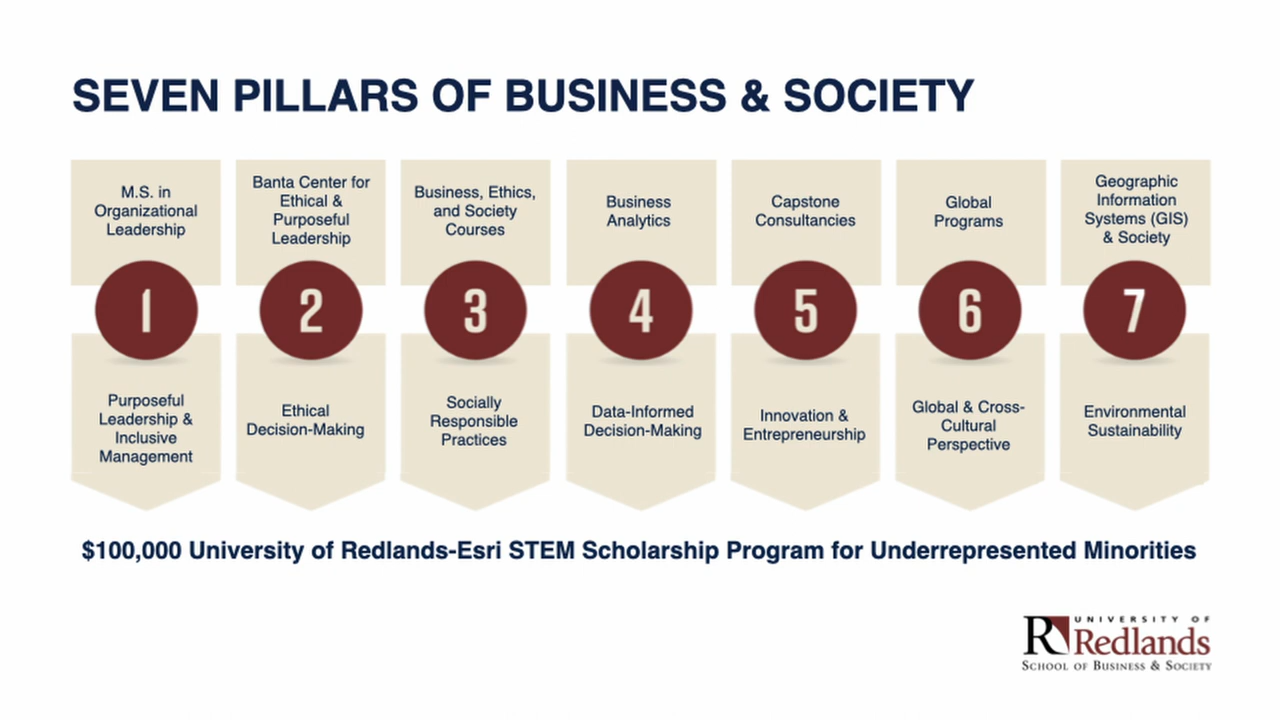 SEVEN PILLARS OF BUSINESS & SOCIETY
M.S. in
Organizational
Leadership
1
Purposeful
Leadership &
Inclusive
Management
Banta Center for
Ethical &
Purposeful
Leadership
2
Ethical
Decision-Making
Business, Ethics,
and Society
Courses
3
Socially
Responsible
Practices
Business
Analytics
4
Data-Informed
Decision-Making
Capstone
Consultancies
5
Innovation &
Entrepreneurship
Global
Programs
6
Global & Cross-
Cultural
Perspective
Geographic
Information
Systems (GIS)
& Society
7
Environmental
Sustainability
$100,000 University of Redlands-Esri STEM Scholarship Program for Underrepresented Minorities
R UNIVERSITY OF
Redlands
SCHOOL OF BUSINESS & SOCIETY